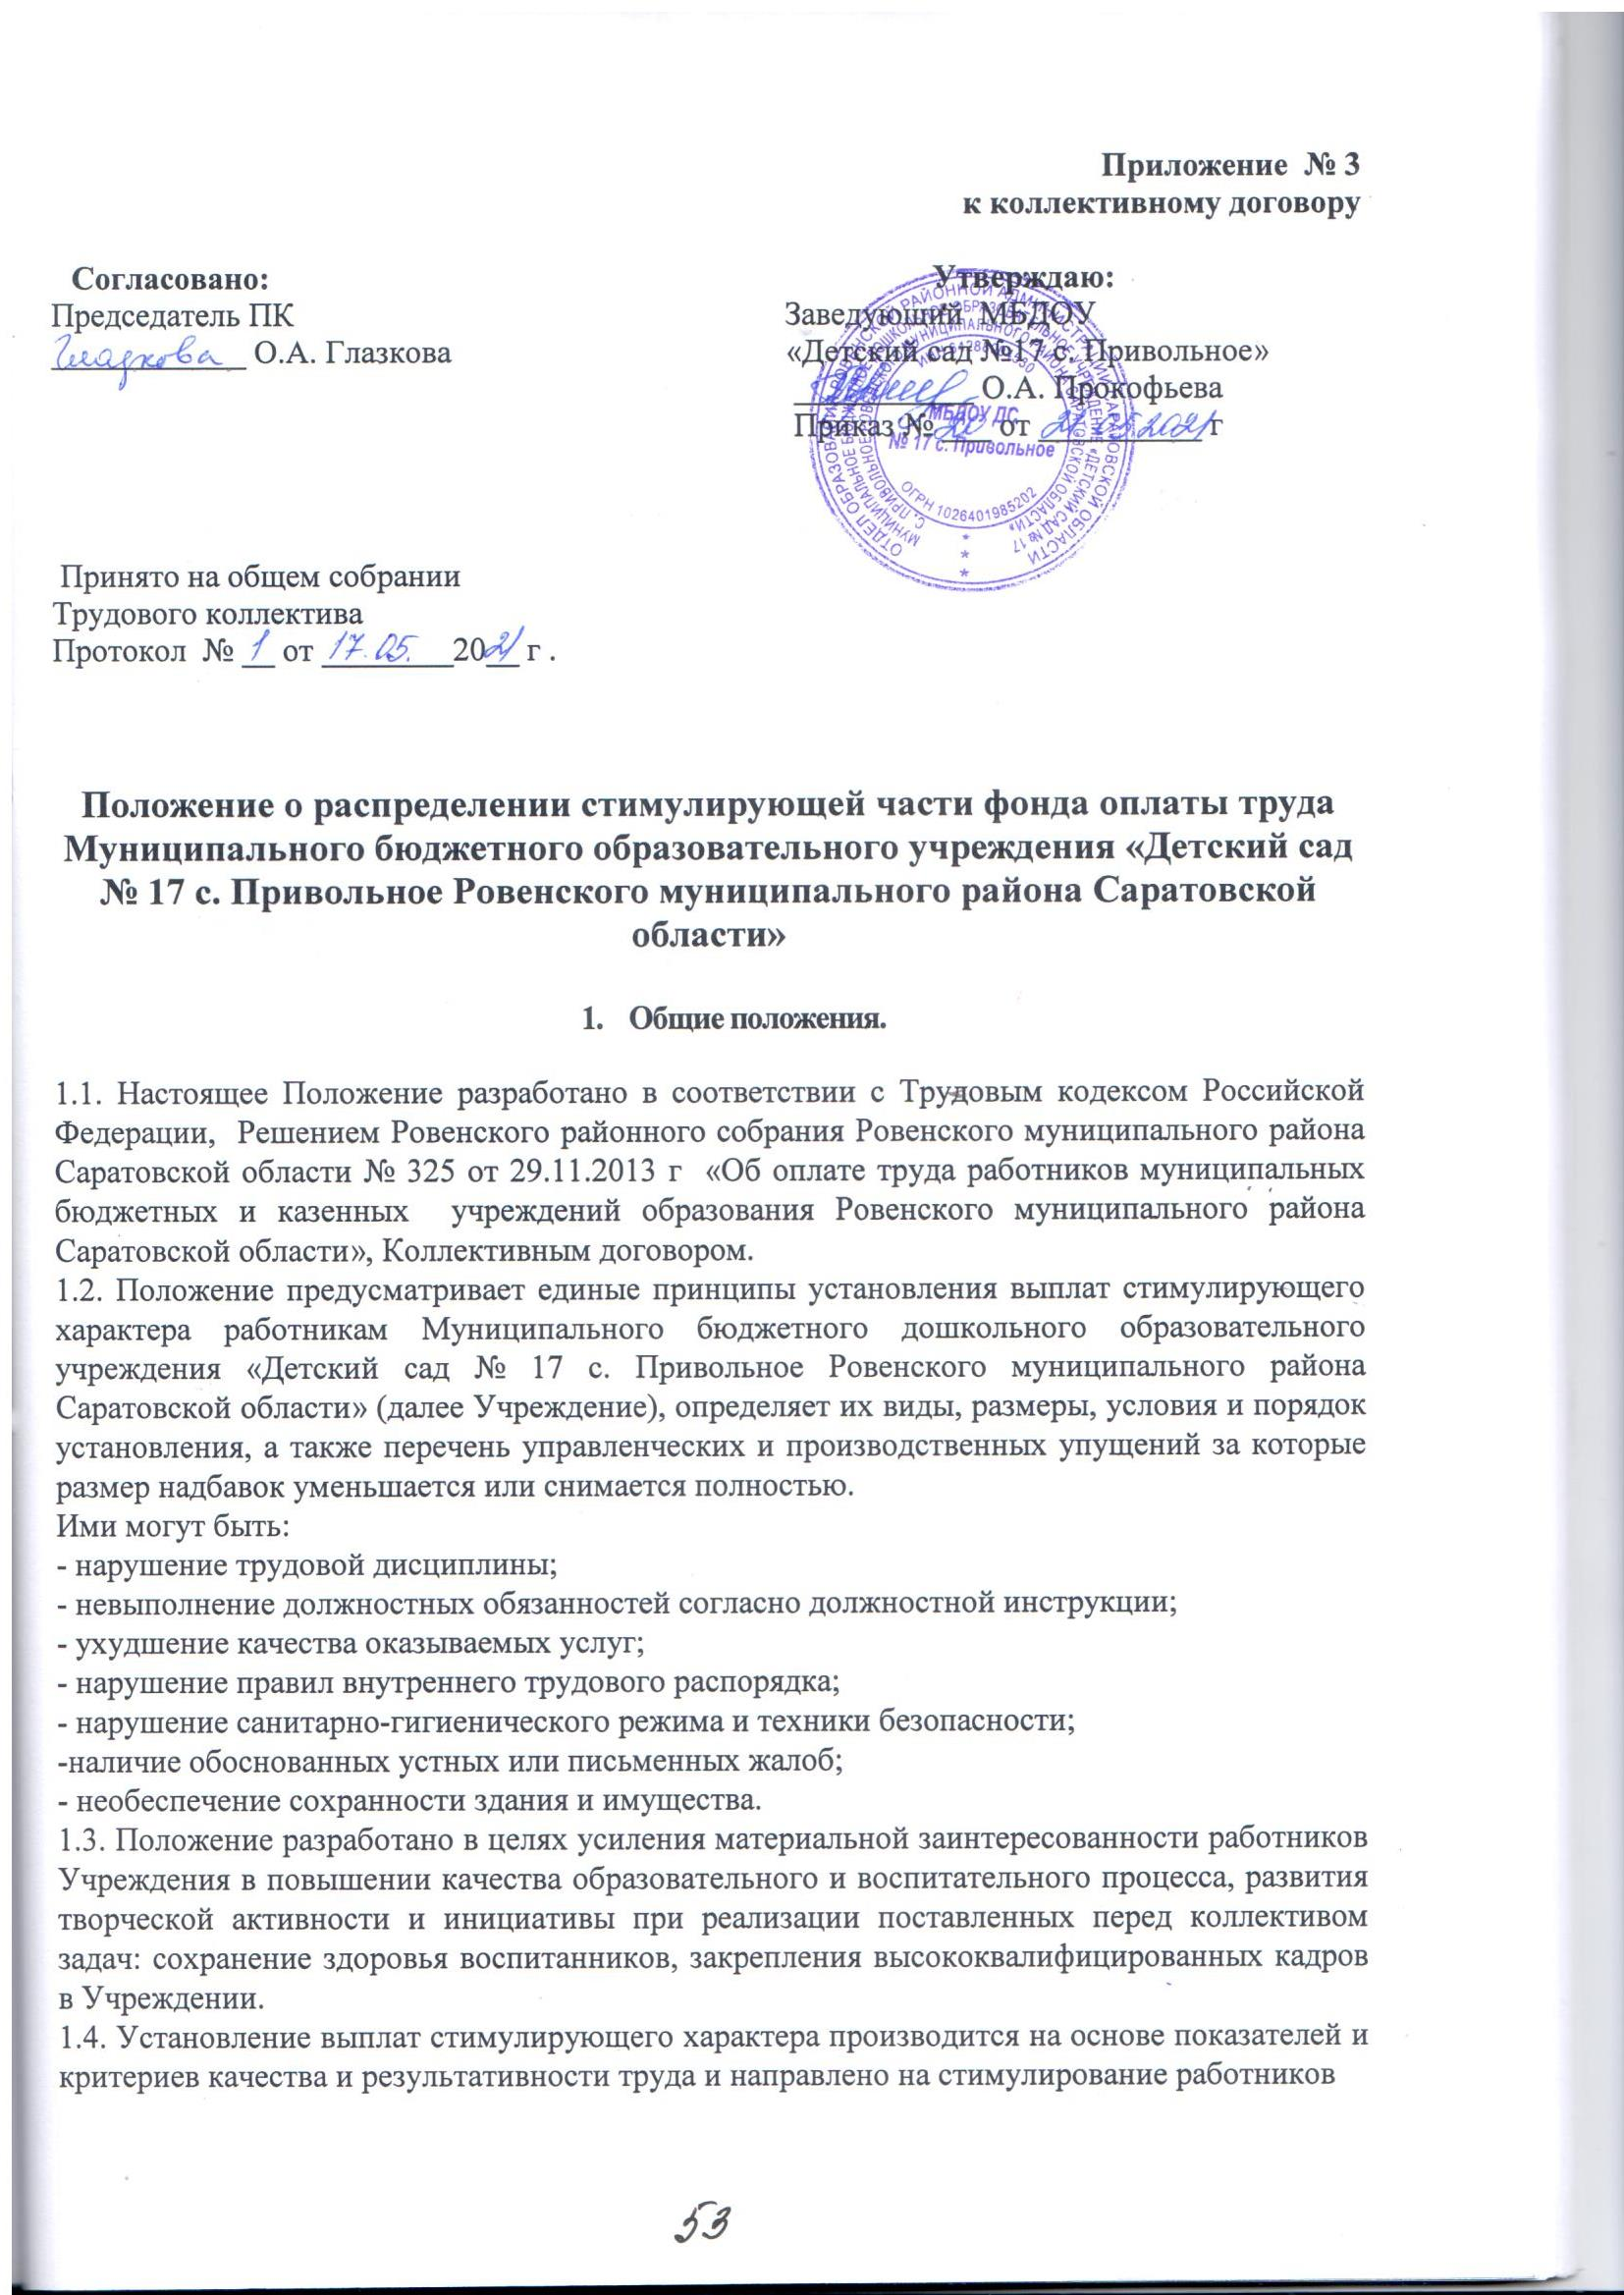 Приложение № 3
к коллективному договору
Согласовано:
Председатель ПК
Глазкова О.А. Глазкова
Утверждаю:
Заведующий МБДОУ
«Детский сад №17 с. Привольное»
О.А. Прокофьева
Приказ № от 2021 г
МБДОУ ДС
№ 17 с. Привольное
ОГРН 1026401985202
Принято на общем собрании
Трудового коллектива
Протокол № 1 от 17.05. 2021 г .
Положение о распределении стимулирующей части фонда оплаты труда
Муниципального бюджетного образовательного учреждения «Детский сад
№ 17 с. Привольное Ровенского муниципального района Саратовской
области»
1. Общие положения.
1.1. Настоящее Положение разработано в соответствии с Трудовым кодексом Российской
Федерации, Решением Ровенского районного собрания Ровенского муниципального района
Саратовской области № 325 от 29.11.2013 г «Об оплате труда работников муниципальных
бюджетных и казенных учреждений образования Ровенского муниципального района
Саратовской области», Коллективным договором.
1.2. Положение предусматривает единые принципы установления выплат стимулирующего
характера работникам Муниципального бюджетного дошкольного образовательного
учреждения «Детский сад № 17 с. Привольное Ровенского муниципального района
Саратовской области» (далее Учреждение), определяет их виды, размеры, условия и порядок
установления, а также перечень управленческих и производственных упущений за которые
размер надбавок уменьшается или снимается полностью.
Ими могут быть:
- нарушение трудовой дисциплины;
- невыполнение должностных обязанностей согласно должностной инструкции;
- ухудшение качества оказываемых услуг;
- нарушение правил внутреннего трудового распорядка;
- нарушение санитарно-гигиенического режима и техники безопасности;
-наличие обоснованных устных или письменных жалоб;
- необеспечение сохранности здания и имущества.
1.3. Положение разработано в целях усиления материальной заинтересованности работников
Учреждения в повышении качества образовательного и воспитательного процесса, развития
творческой активности и инициативы при реализации поставленных перед коллективом
задач: сохранение здоровья воспитанников, закрепления высококвалифицированных кадров
в Учреждении.
1.4. Установление выплат стимулирующего характера производится на основе показателей и
критериев качества и результативности труда и направлено на стимулирование работников
53